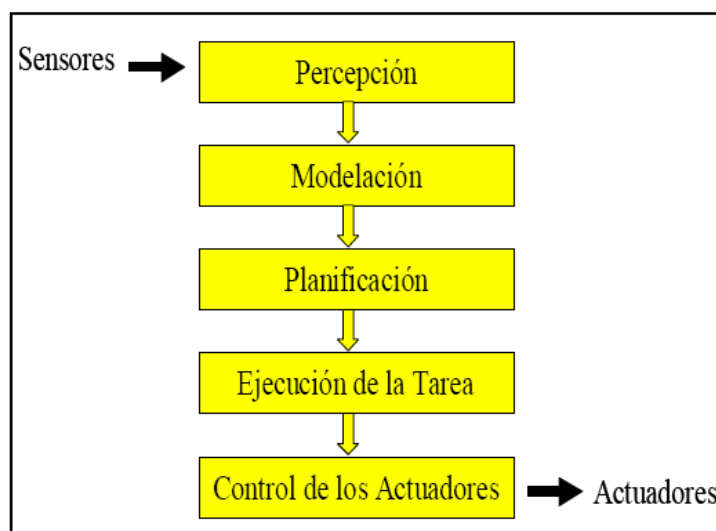 Sensores
Percepción
Modelación
Planificación
Ejecución de la Tarea
Control de los Actuadores
Actuadores